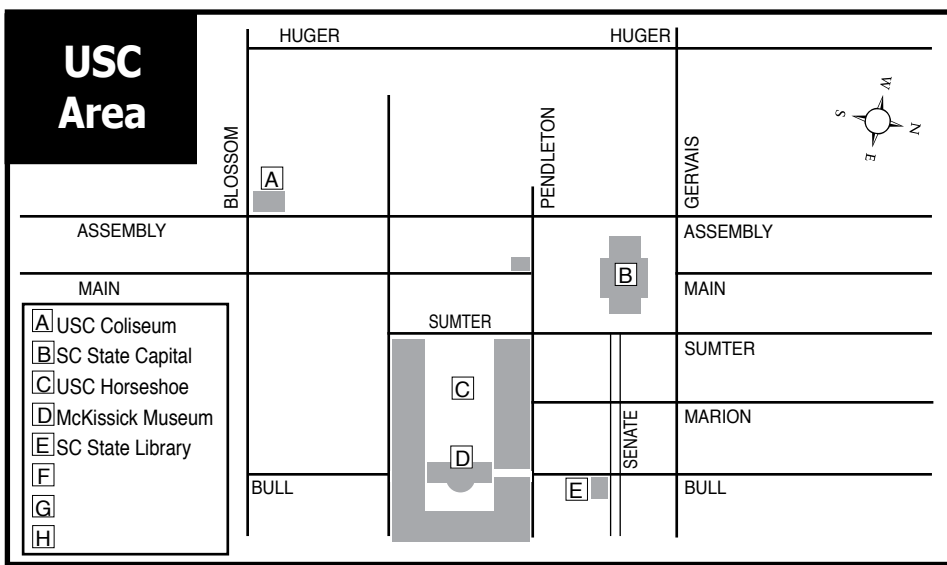 USC
Area
HUGER
HUGER
W
S
N
E
BLOSSOM
PENDLETON
GERVAIS
A
ASSEMBLY
ASSEMBLY
B
MAIN
MAIN
SUMTER
SUMTER
C
MARION
SENATE
D
BULL
E
BULL
A USC Coliseum
B SC State Capital
C USC Horseshoe
D McKissick Museum
E SC State Library
F
G
H